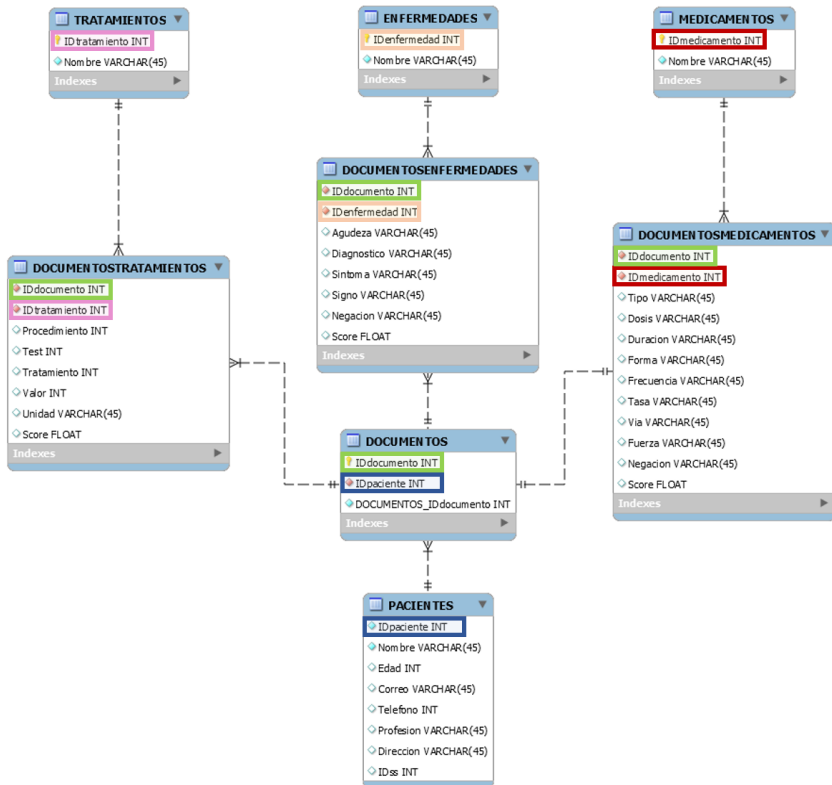 TRATAMIENTOS
IDtratamiento INT
Nombre VARCHAR(45)
Indexes
ENFERMEDADES
IDenfermedad INT
Nombre VARCHAR(45)
Indexes
MEDICAMENTOS
IDmedicamento INT
Nombre VARCHAR(45)
Indexes
DOCUMENTOSENFERMEDADES
IDdocumento INT
IDenfermedad INT
Agudeza VARCHAR(45)
Diagnostico VARCHAR(45)
Sintoma VARCHAR(45)
Signo VARCHAR(45)
Negacion VARCHAR(45)
Score FLOAT
Indexes
DOCUMENTOSMEDICAMENTOS
IDdocumento INT
IDmedicamento INT
Tipo VARCHAR(45)
Dosis VARCHAR(45)
Duracion VARCHAR(45)
Forma VARCHAR(45)
Frecuencia VARCHAR(45)
Tasa VARCHAR(45)
Via VARCHAR(45)
Fuerza VARCHAR(45)
Negacion VARCHAR(45)
Score FLOAT
Indexes
DOCUMENTOSTRATAMIENTOS
IDdocumento INT
IDtratamiento INT
Procedimiento INT
Test INT
Tratamiento INT
Valor INT
Unidad VARCHAR(45)
Score FLOAT
Indexes
DOCUMENTOS
IDdocumento INT
IDpaciente INT
DOCUMENTOS_IDdocumento INT
Indexes
PACIENTES
IDpaciente INT
Nombre VARCHAR(45)
Edad INT
Correo VARCHAR(45)
Telefono INT
Profesion VARCHAR(45)
Direccion VARCHAR(45)
IDss INT